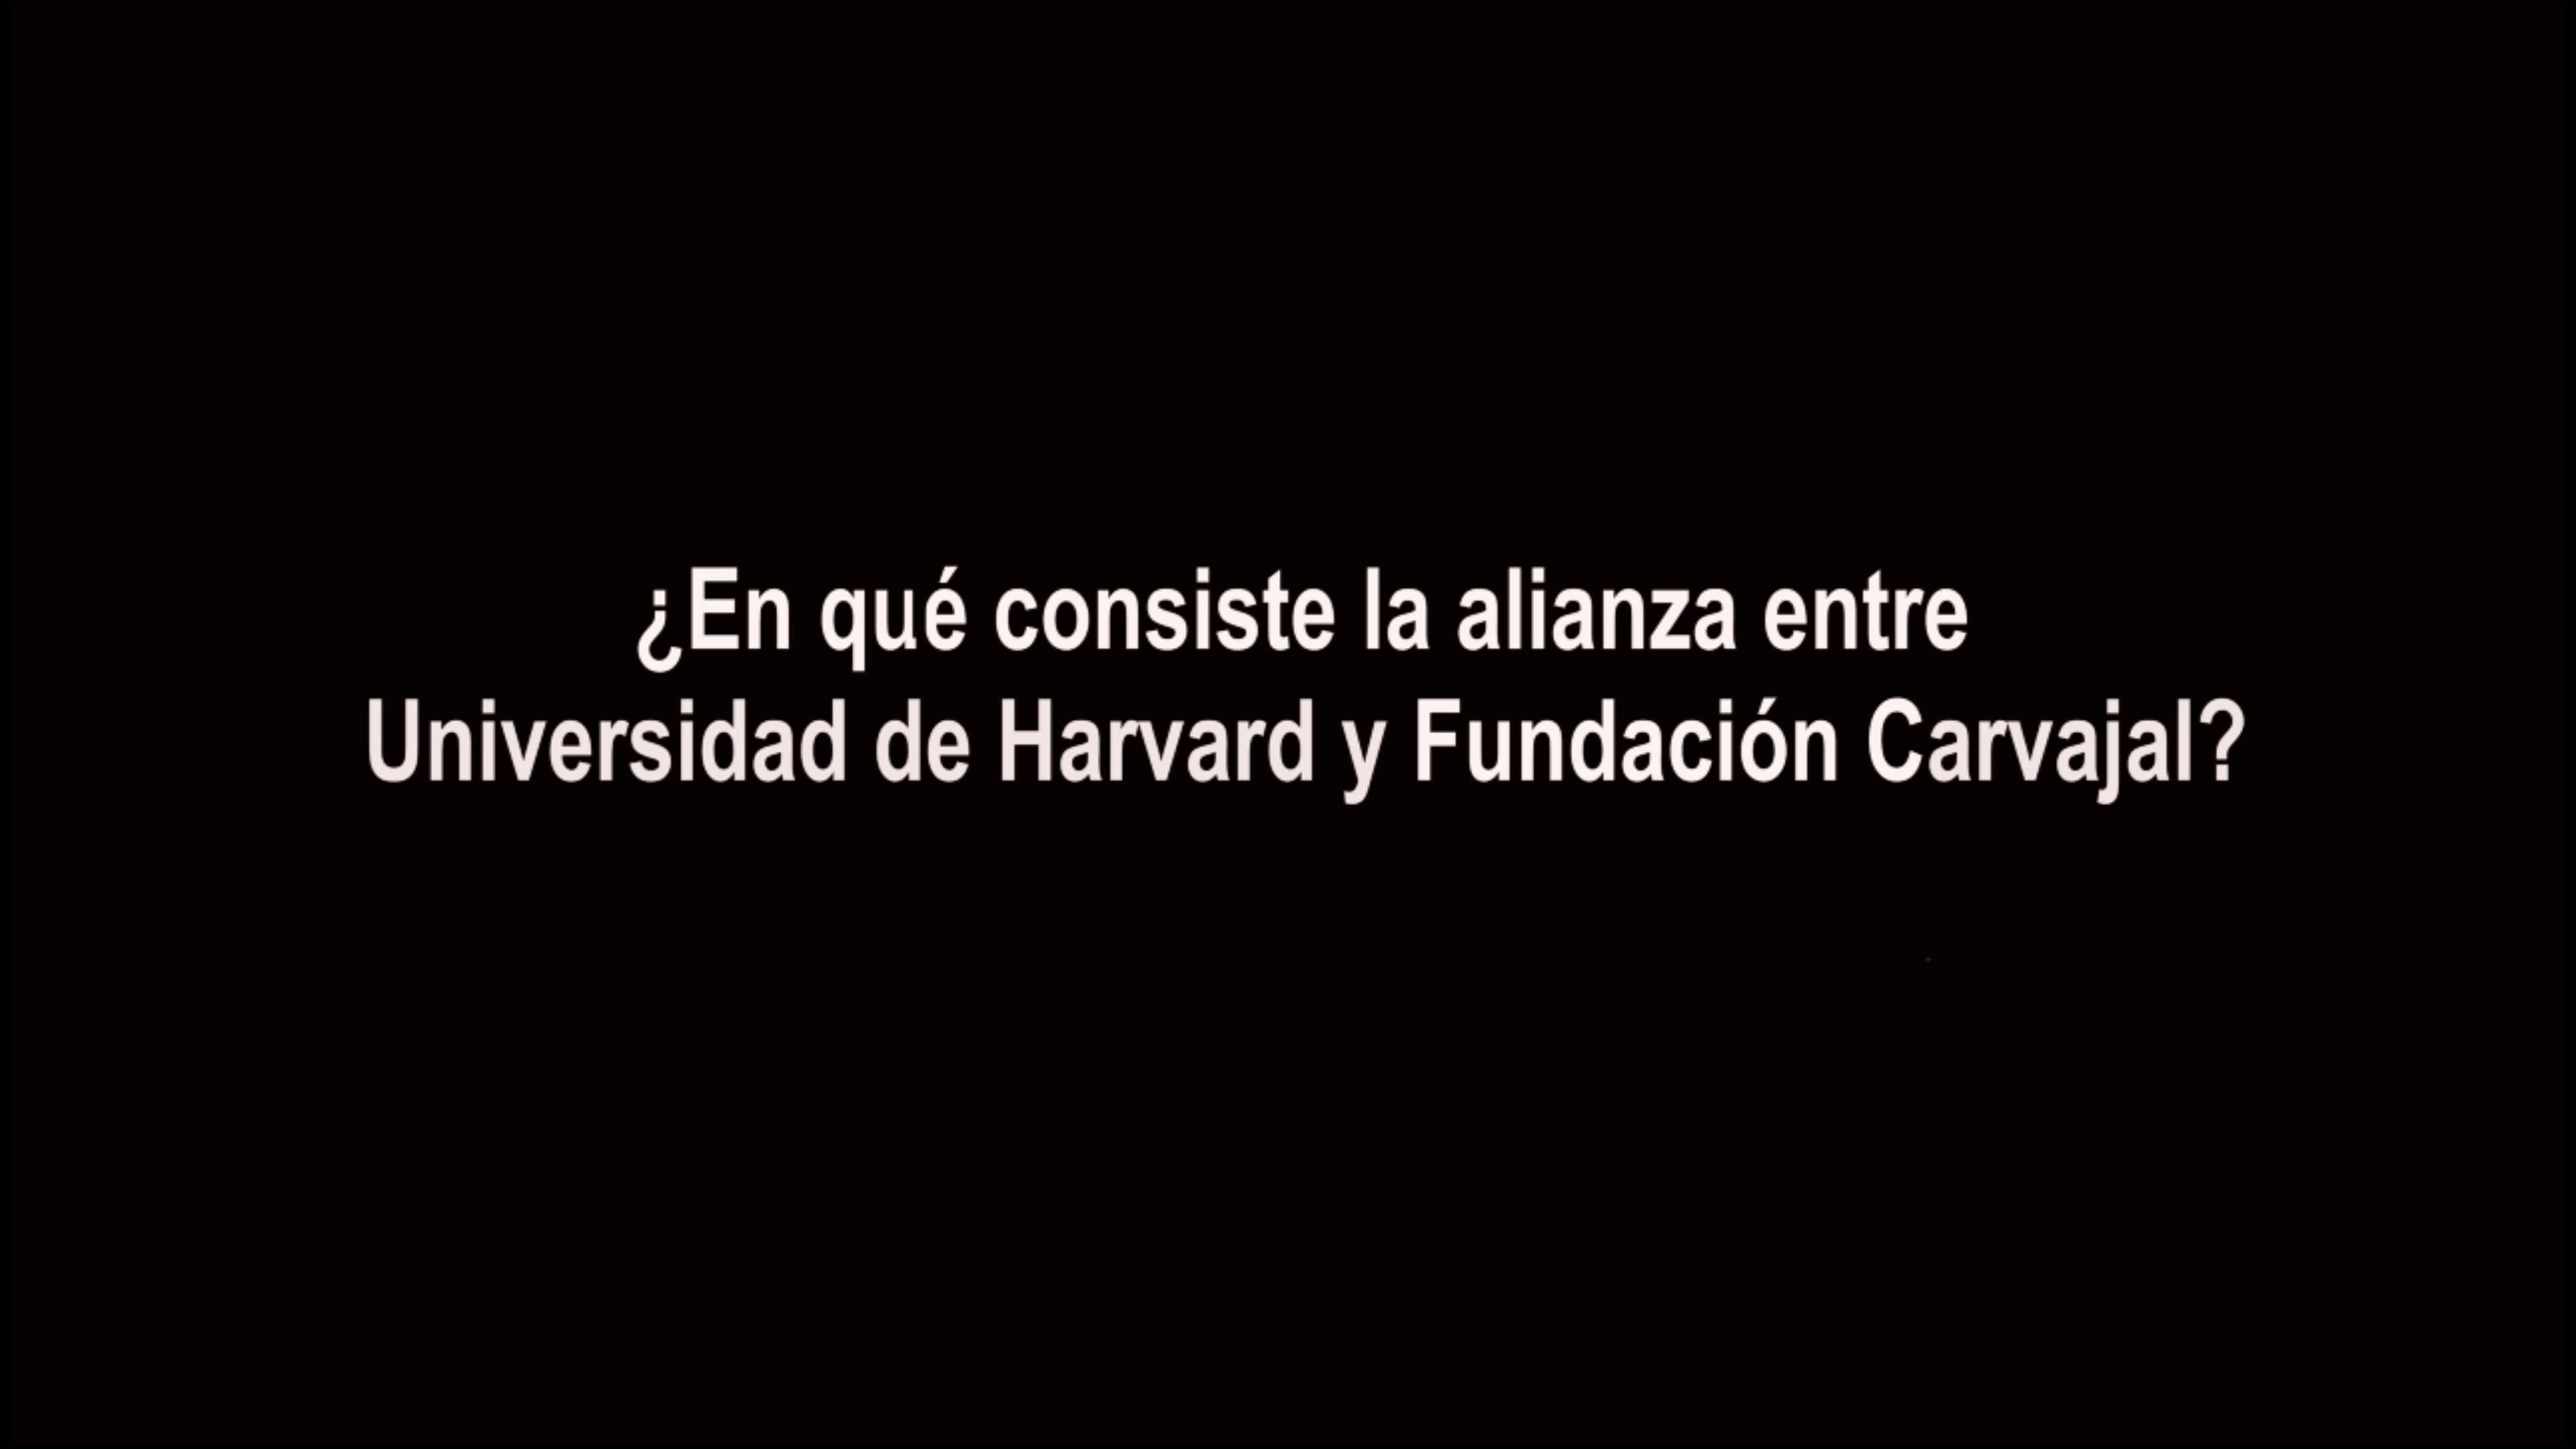 ¿En qué consiste la alianza entre
Universidad de Harvard y Fundación Carvajal?